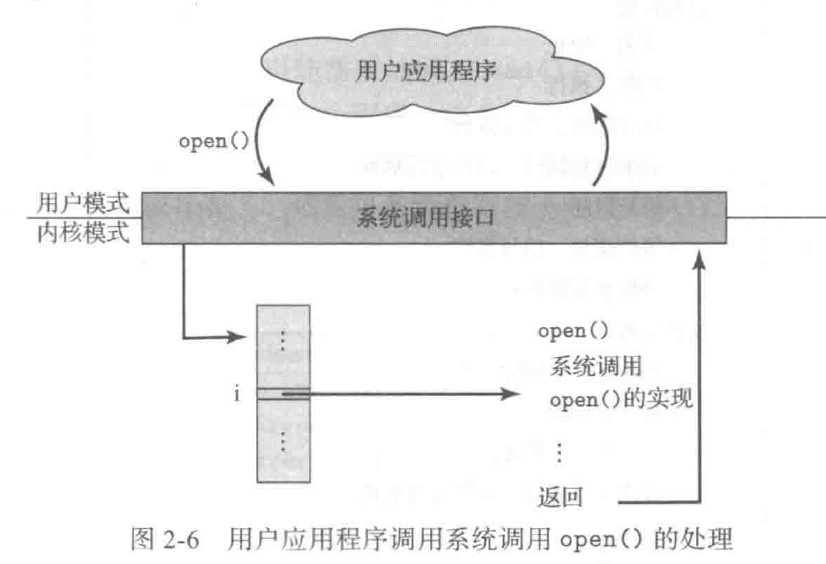 用户应用程序
open()
用户模式
系统调用接口
内核模式
⋮
open()
系统调用
i
open()的实现
⋮
⋮
返回
图 2-6 用户应用程序调用系统调用 open() 的处理